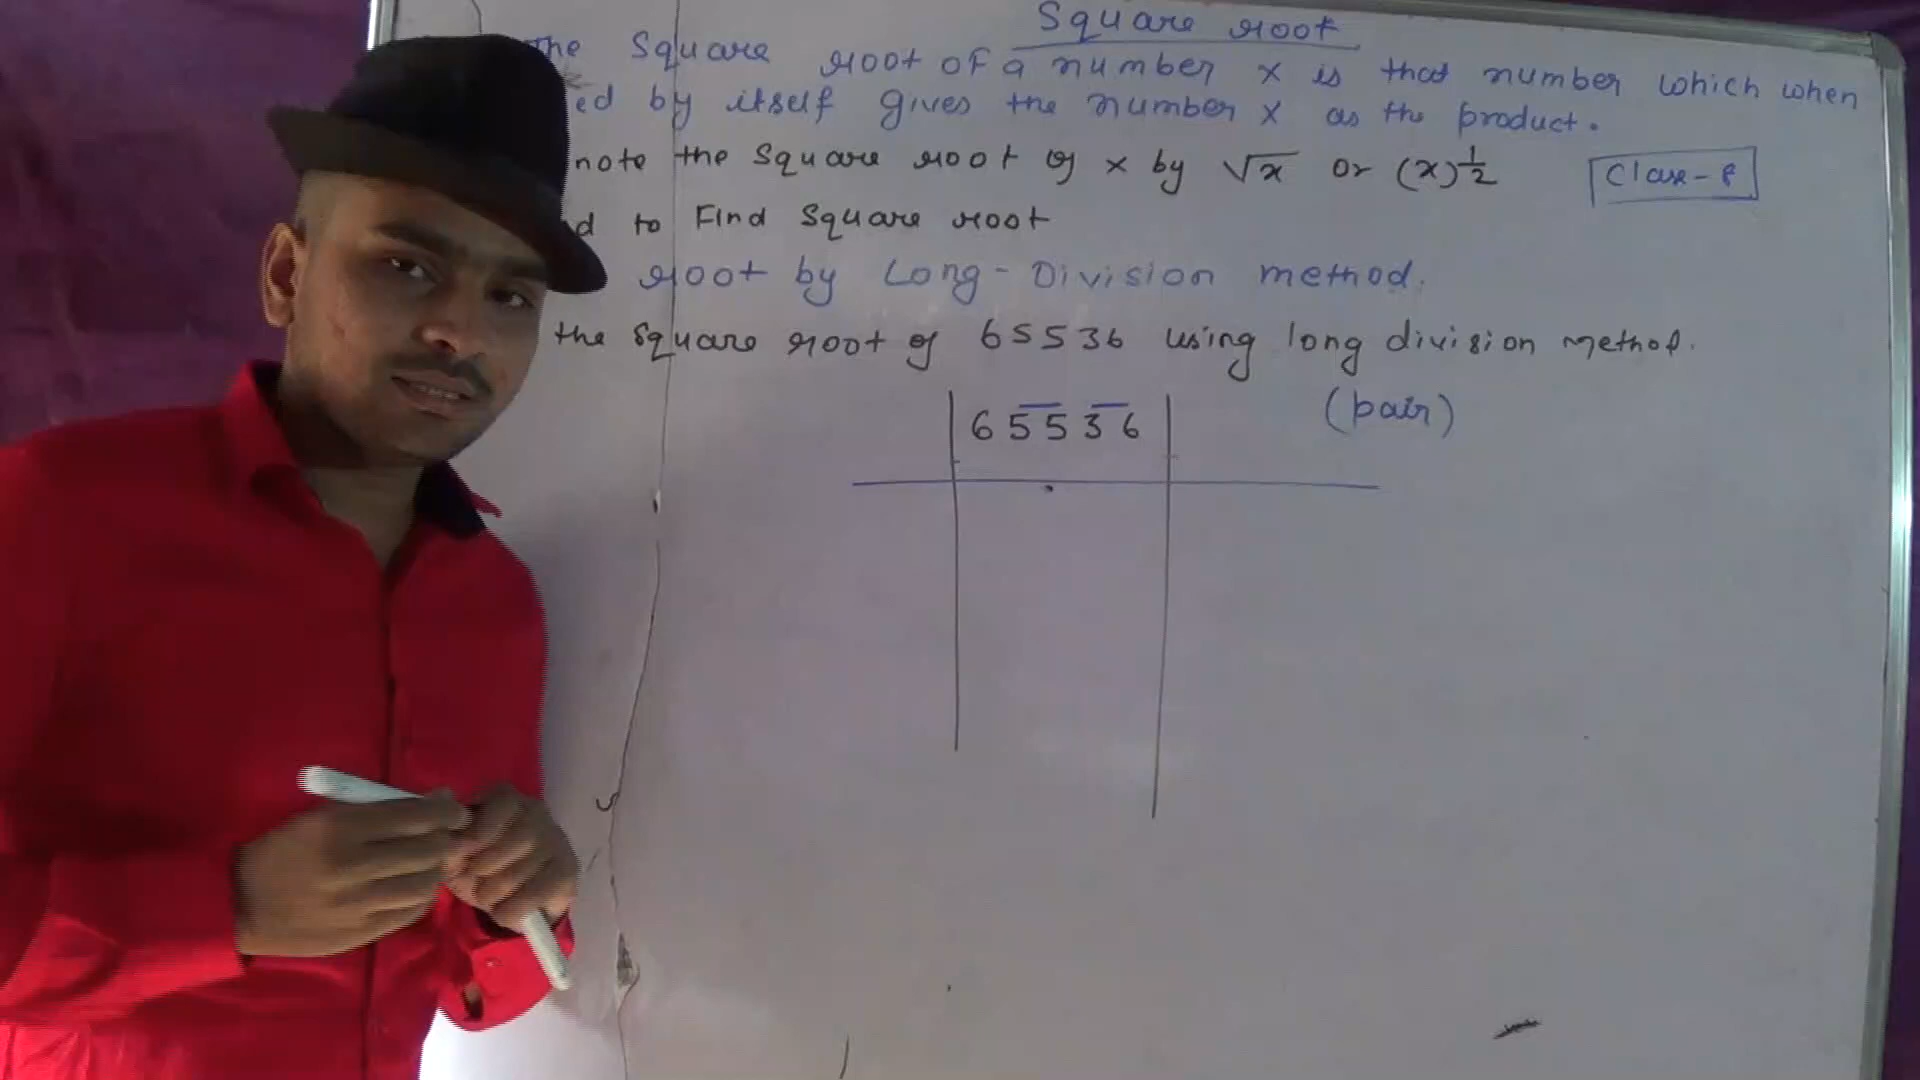 Square root
The Square root of a number x is that number which when
ed by itself gives the number x as the product.
note the Square root of x by √x or (x)^1/2
Class-8
d to Find Square root
root by Long-Division method.
the square root of 65536 using long division method.
65536
(pair)